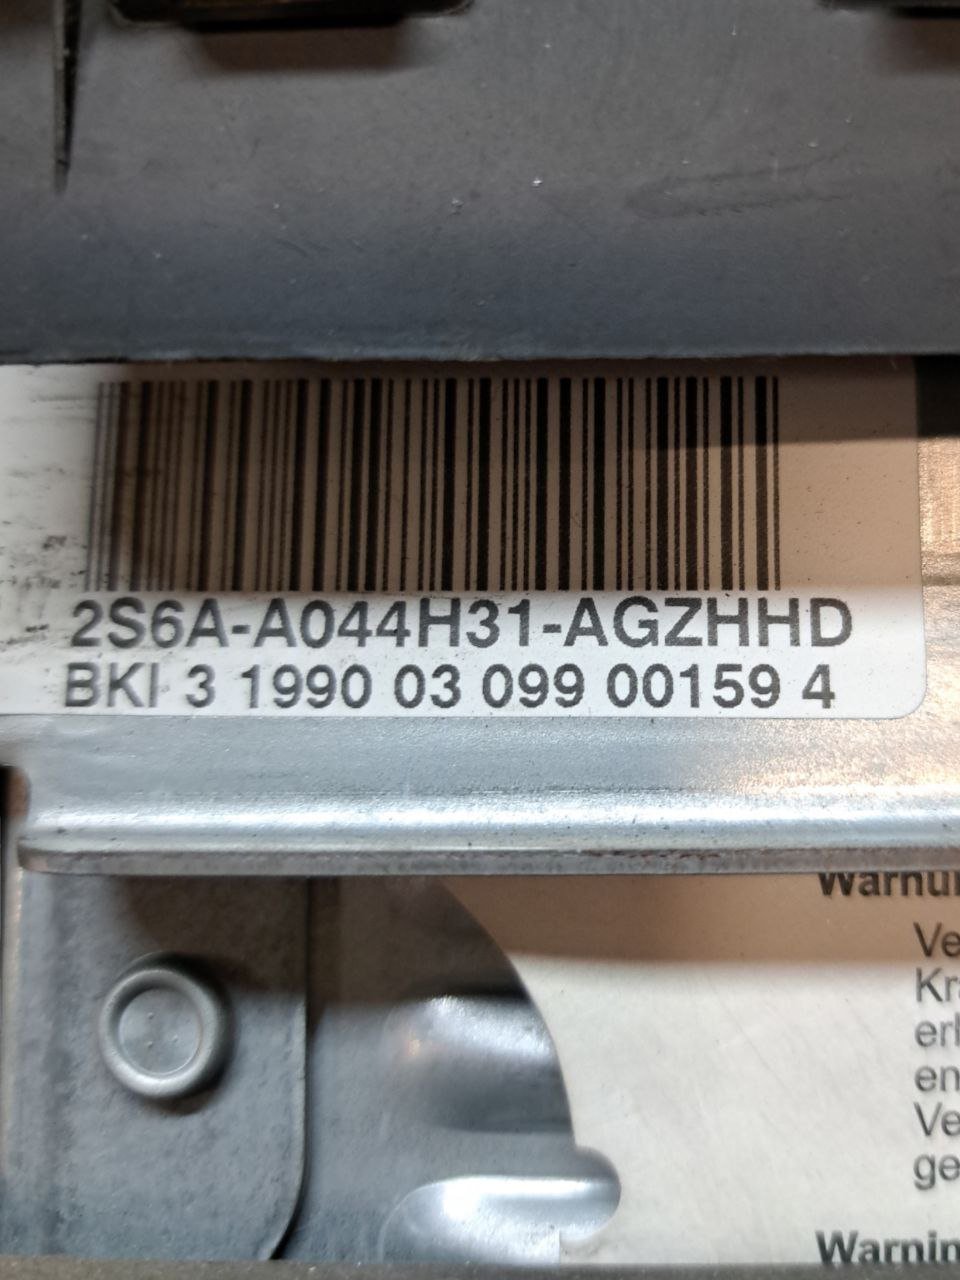 2S6A-A044H31-AGZHHD
BKI 3 1990 03 099 00159 4